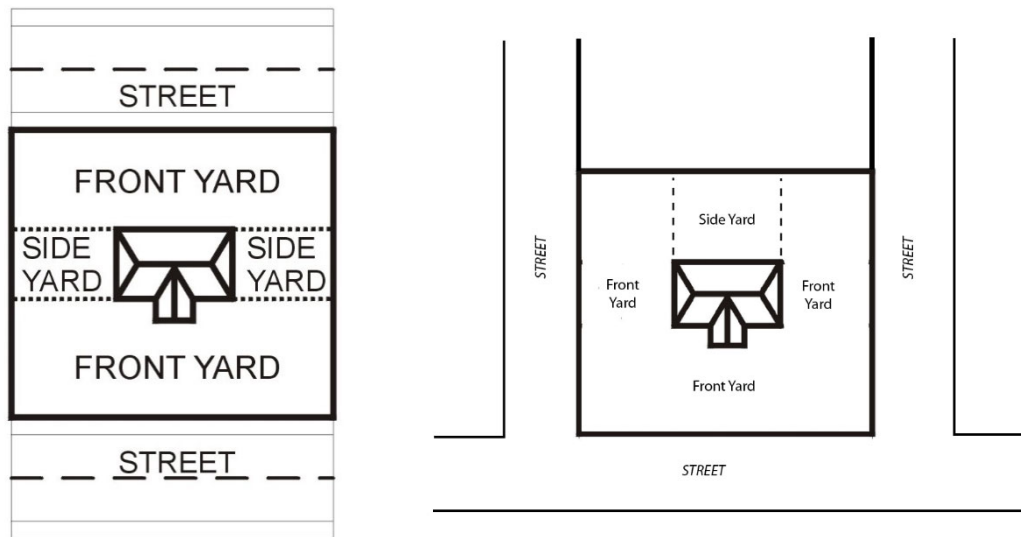 STREET
FRONT YARD
SIDE
YARD
SIDE
YARD
FRONT YARD
STREET
Side Yard
STREET
STREET
Front
Yard
Front
Yard
Front Yard
STREET